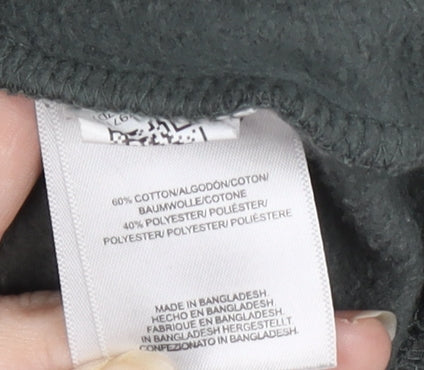 60% COTTON/ALGODÓN/COTON/
BAUMWOLLE/COTONE
40% POLYESTER/ POLIÉSTER/
POLYESTER/ POLYESTER/ POLIESTERE
MADE IN BANGLADESH.
HECHO EN BANGLADESH.
FABRIQUE EN BANGLADESH.
IN BANGLADESH HERGESTELLT
CONFEZIONATO IN BANGLADESH.